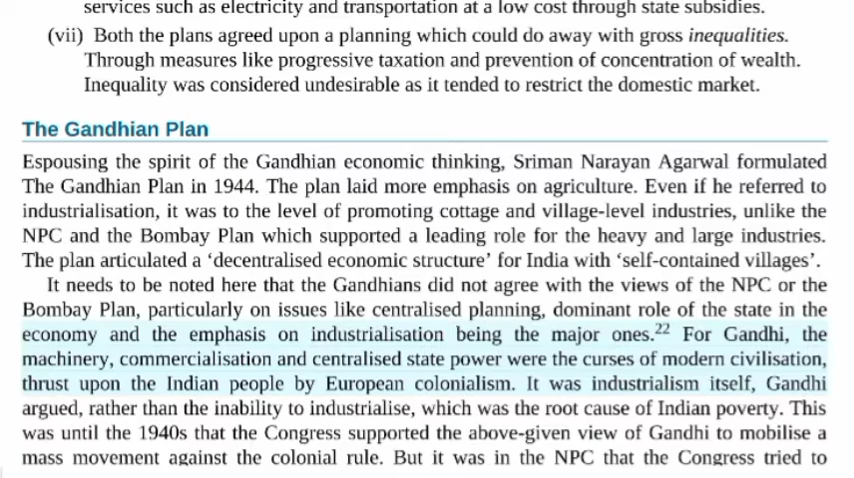 services such as electricity and transportation at a low cost through state subsidies.
(vii) Both the plans agreed upon a planning which could do away with gross inequalities.
Through measures like progressive taxation and prevention of concentration of wealth.
Inequality was considered undesirable as it tended to restrict the domestic market.
The Gandhian Plan
Espousing the spirit of the Gandhian economic thinking, Sriman Narayan Agarwal formulated
The Gandhian Plan in 1944. The plan laid more emphasis on agriculture. Even if he referred to
industrialisation, it was to the level of promoting cottage and village-level industries, unlike the
NPC and the Bombay Plan which supported a leading role for the heavy and large industries.
The plan articulated a ‘decentralised economic structure’ for India with ‘self-contained villages’.
It needs to be noted here that the Gandhians did not agree with the views of the NPC or the
Bombay Plan, particularly on issues like centralised planning, dominant role of the state in the
economy and the emphasis on industrialisation being the major ones.22 For Gandhi, the
machinery, commercialisation and centralised state power were the curses of modern civilisation,
thrust upon the Indian people by European colonialism. It was industrialism itself, Gandhi
argued, rather than the inability to industrialise, which was the root cause of Indian poverty. This
was until the 1940s that the Congress supported the above-given view of Gandhi to mobilise a
mass movement against the colonial rule. But it was in the NPC that the Congress tried to